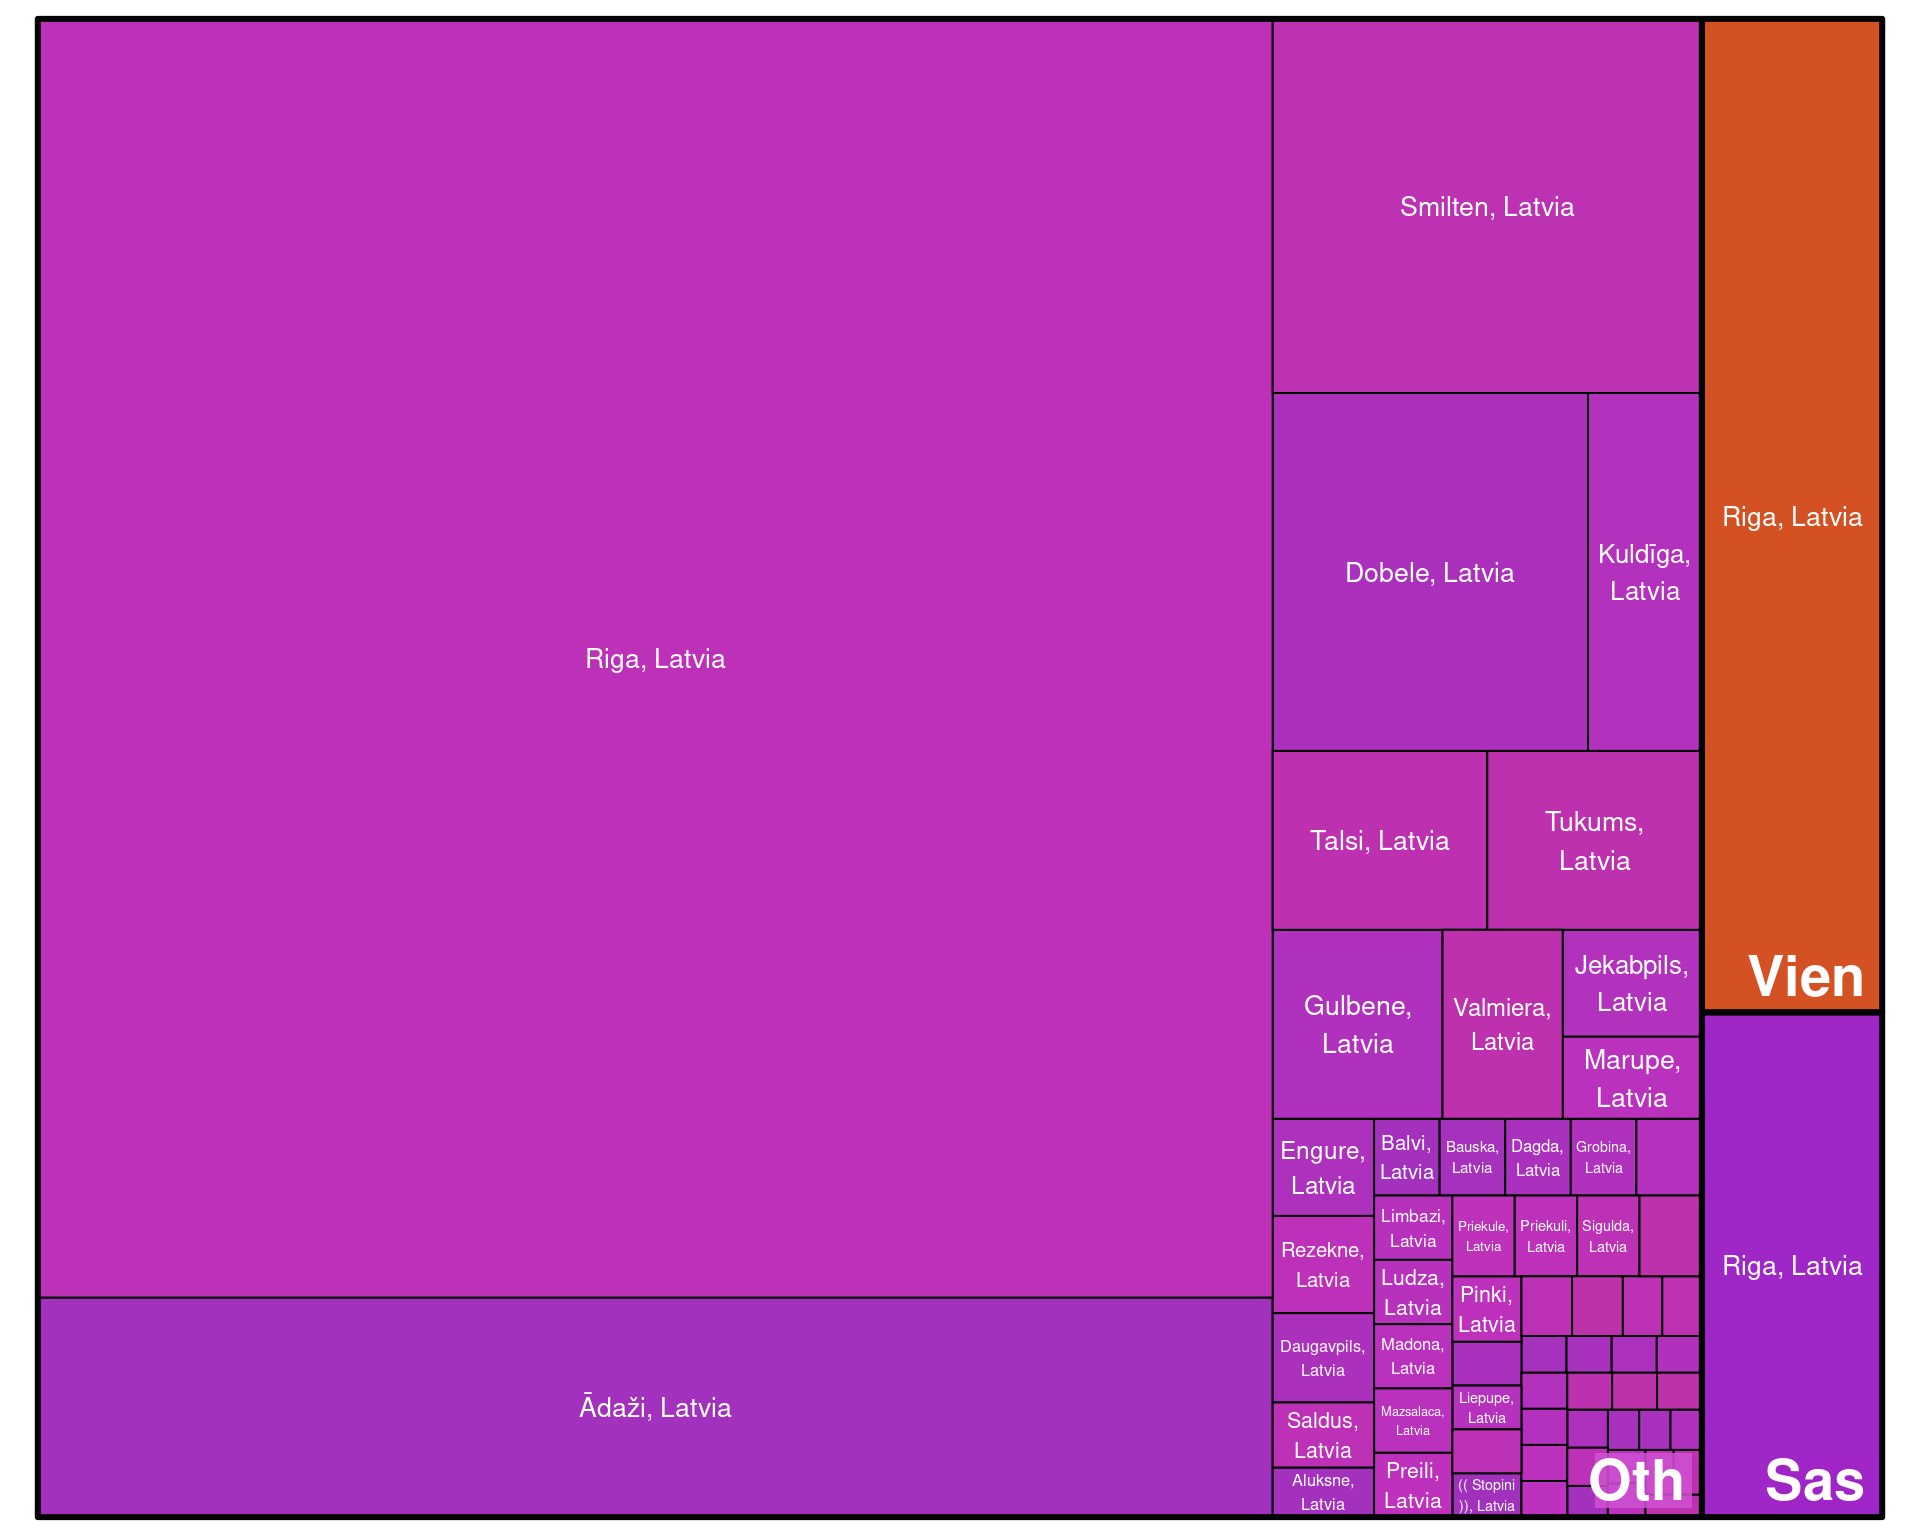 Riga, Latvia
Ādaži, Latvia
Smilten, Latvia
Dobele, Latvia
Kuldīga,
Latvia
Talsi, Latvia
Tukums,
Latvia
Gulbene,
Latvia
Valmiera,
Latvia
Jekabpils,
Latvia
Marupe,
Latvia
Engure,
Latvia
Rezekne,
Latvia
Daugavpils,
Latvia
Saldus,
Latvia
Aluksne,
Latvia
Balvi,
Latvia
Bauska,
Latvia
Dagda,
Latvia
Grobina,
Latvia
Limbazi,
Latvia
Ludza,
Latvia
Madona,
Latvia
Mazsalaca,
Latvia
Preili,
Latvia
Priekule,
Latvia
Priekuli,
Latvia
Sigulda,
Latvia
Pinki,
Latvia
Liepupe,
Latvia
(( Stopini
)), Latvia
Oth
Riga, Latvia
Vien
Riga, Latvia
Sas